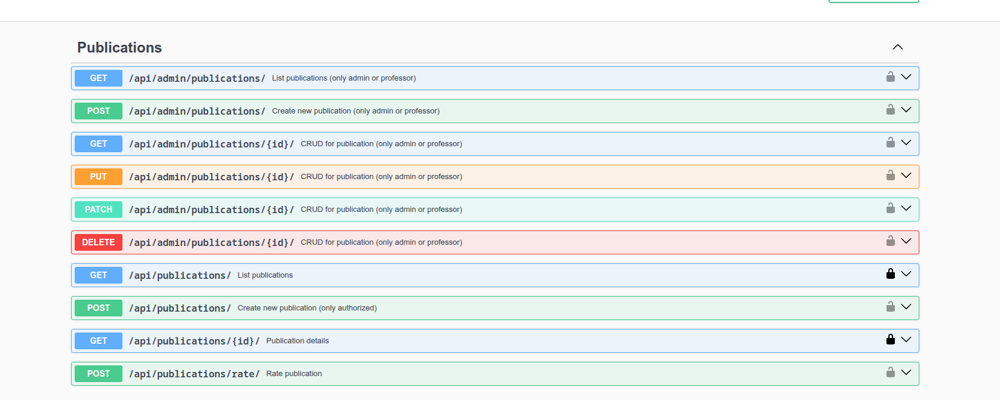 Publications
GET /api/admin/publications/ List publications (only admin or professor)
POST /api/admin/publications/ Create new publication (only admin or professor)
GET /api/admin/publications/{id}/ CRUD for publication (only admin or professor)
PUT /api/admin/publications/{id}/ CRUD for publication (only admin or professor)
PATCH /api/admin/publications/{id}/ CRUD for publication (only admin or professor)
DELETE /api/admin/publications/{id}/ CRUD for publication (only admin or professor)
GET /api/publications/ List publications
POST /api/publications/ Create new publication (only authorized)
GET /api/publications/{id}/ Publication details
POST /api/publications/rate/ Rate publication